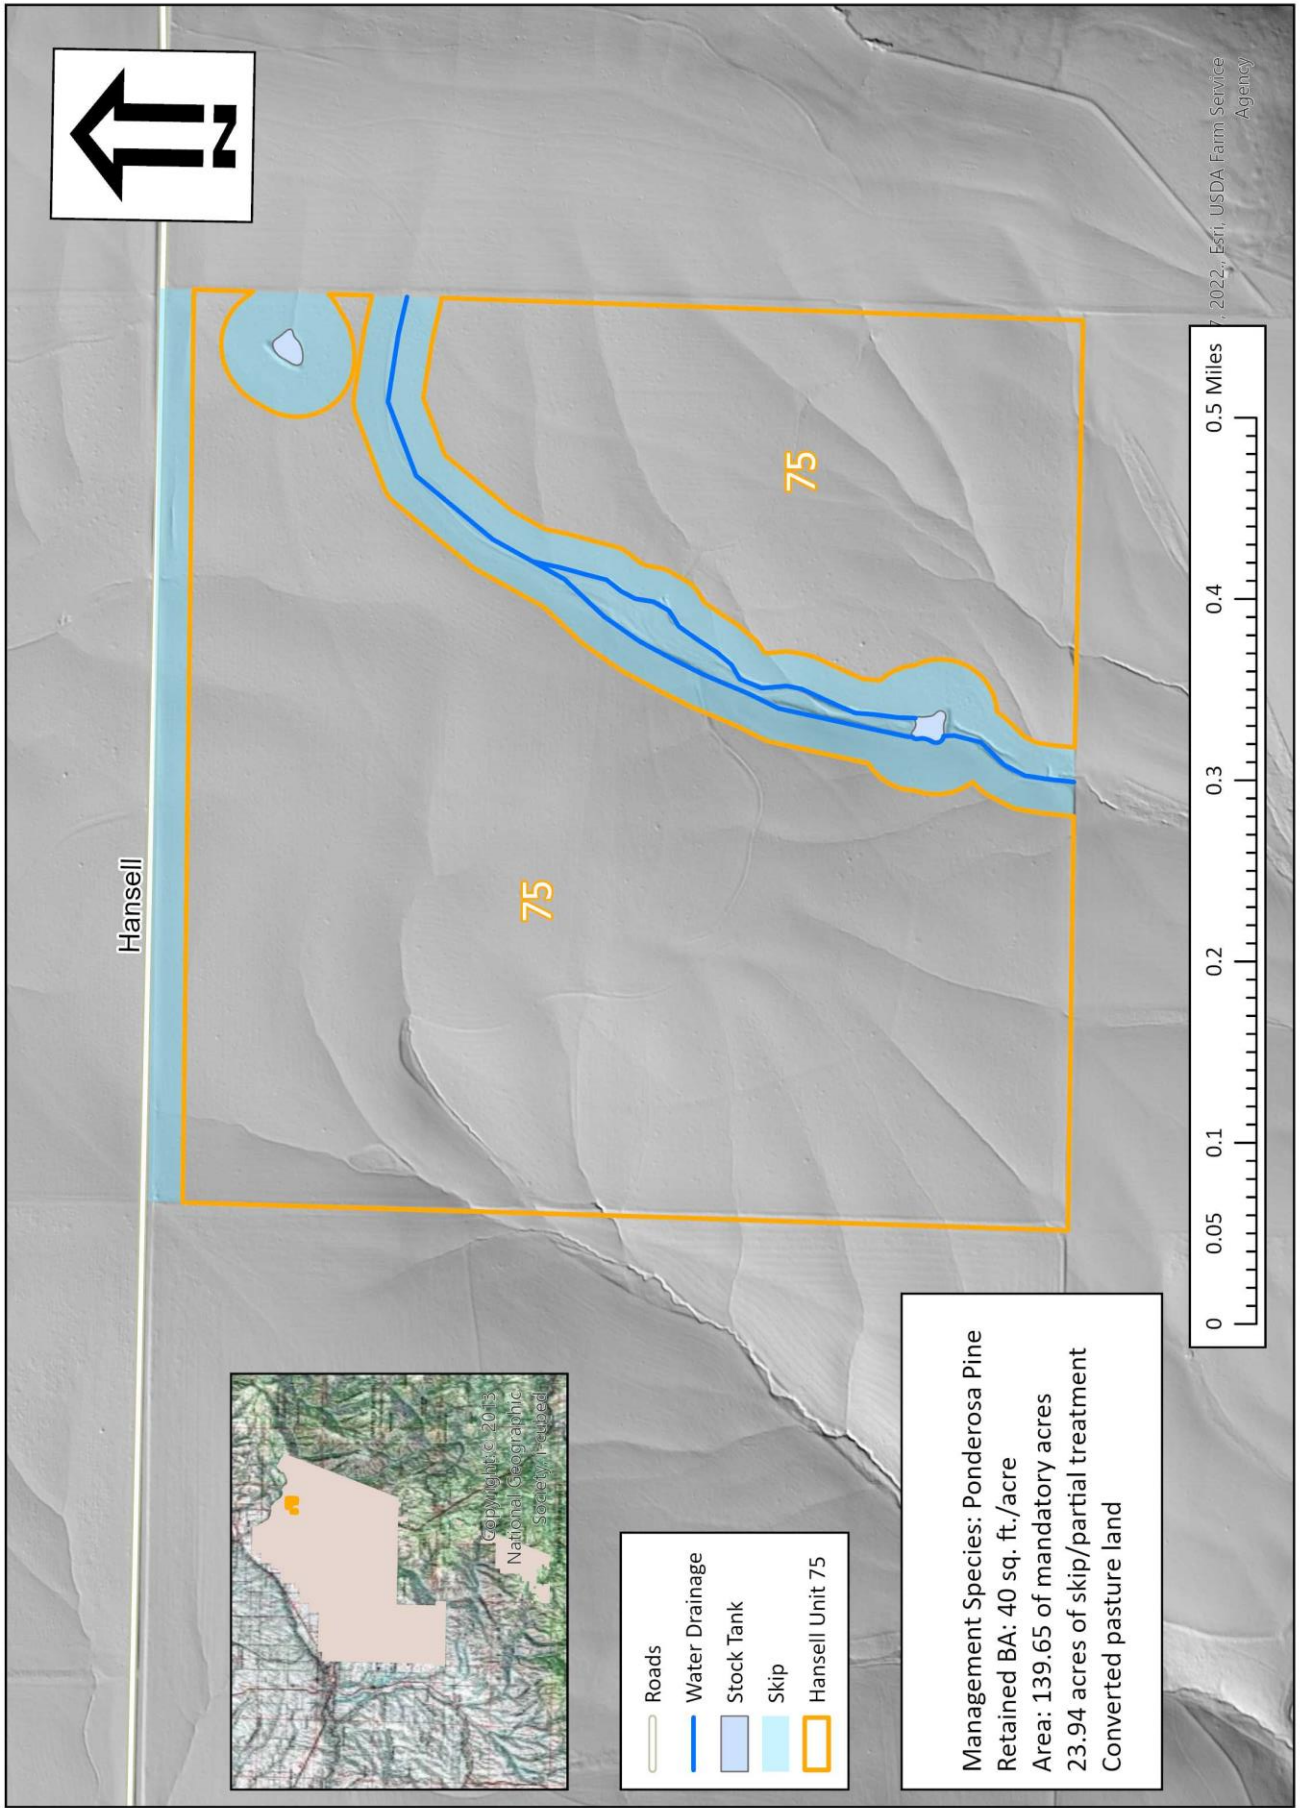 N
Hansell
75
75
Copyright:© 2013
National Geographic
Society, i-cubed
Roads
Water Drainage
Stock Tank
Skip
Hansell Unit 75
Management Species: Ponderosa Pine
Retained BA: 40 sq. ft./acre
Area: 139.65 of mandatory acres
23.94 acres of skip/partial treatment
Converted pasture land
0 0.05 0.1 0.2 0.3 0.4 0.5 Miles
7, 2022., Esri, USDA Farm Service
Agency